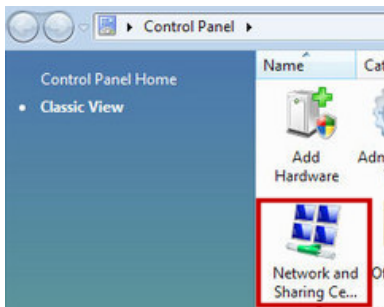 Control Panel
Control Panel Home
Classic View
Name
Add
Hardware
Network and
Sharing Ce...